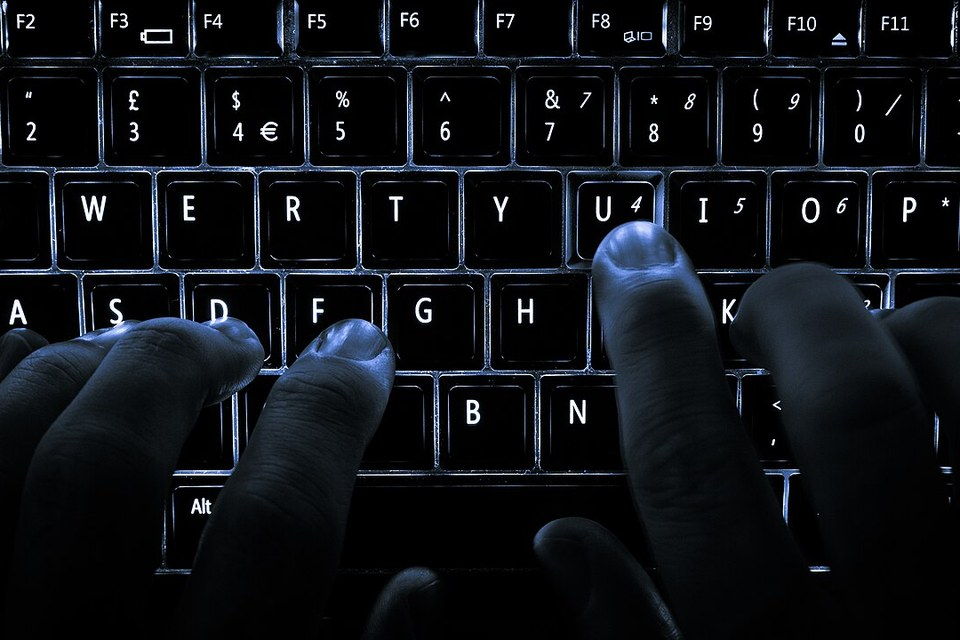 F2 F3 F4 F5 F6 F7 F8 F9 F10 F11
" £ $ % ^ & 7 * 8 ( 9 ) /
2 3 4 € 5 6 7 8 9 0
W E R T Y U 4 I 5 O 6 P *
A S D F G H K
B N <
,
Alt